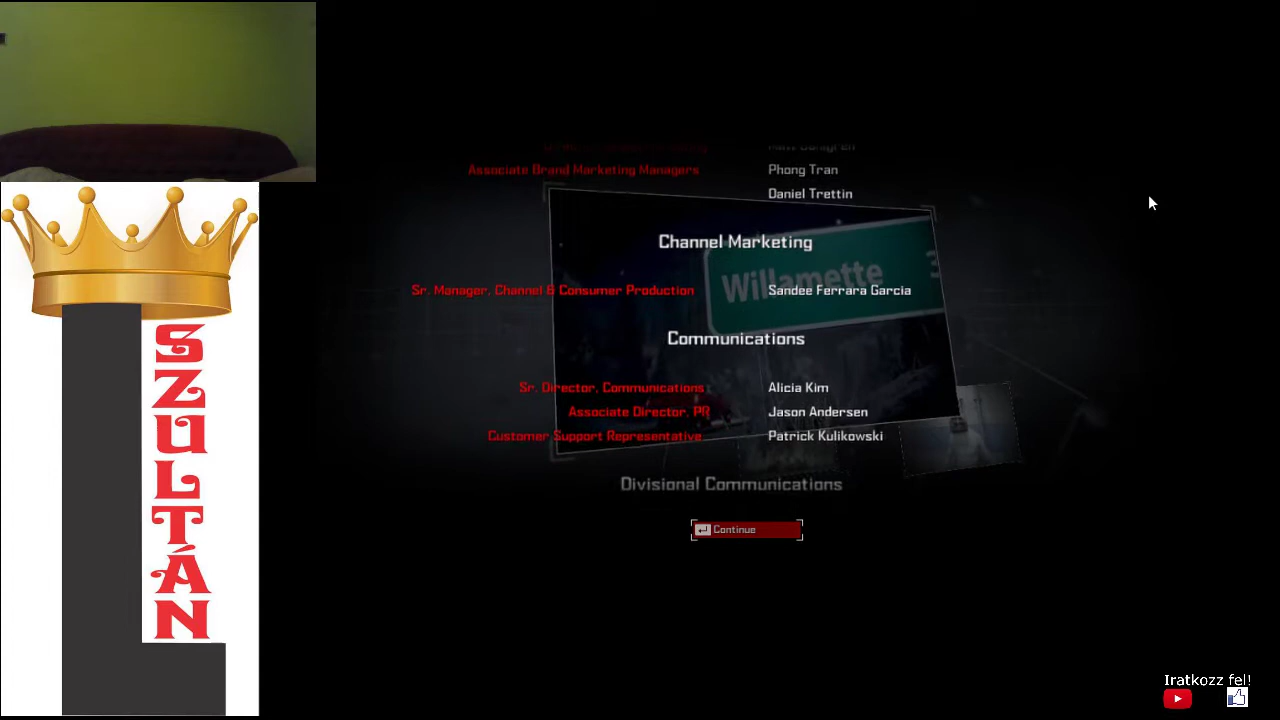 Associate Brand Marketing Managers Phong Tran
Daniel Trettin
Channel Marketing
Willamette
Sr. Manager, Channel & Consumer Production Sandee Ferrara Garcia
Communications
Sr. Director, Communications Alicia Kim
Associate Director, PR Jason Andersen
Customer Support Representative Patrick Kulikowski
Divisional Communications
Continue
SZULTÁN
Iratkozz fel!